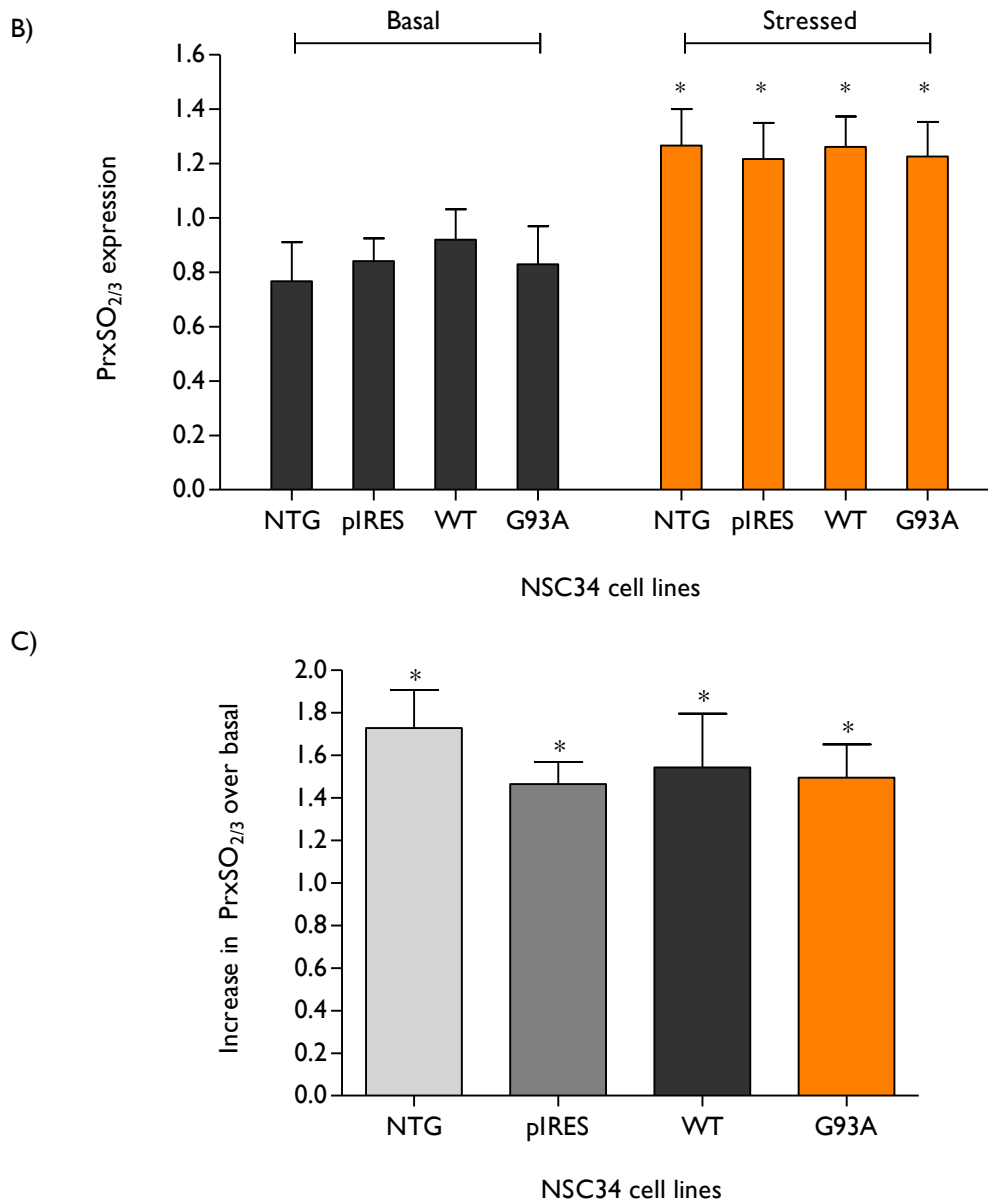 B)
Basal
Stressed
1.6
1.4
1.2
1.0
0.8
0.6
0.4
0.2
0.0
PrxSO2/3 expression
* * * *
NTG pIRES WT G93A NTG pIRES WT G93A
NSC34 cell lines
C)
2.0
1.8
1.6
1.4
1.2
1.0
0.8
0.6
0.4
0.2
0.0
Increase in PrxSO2/3 over basal
* * * *
NTG pIRES WT G93A
NSC34 cell lines